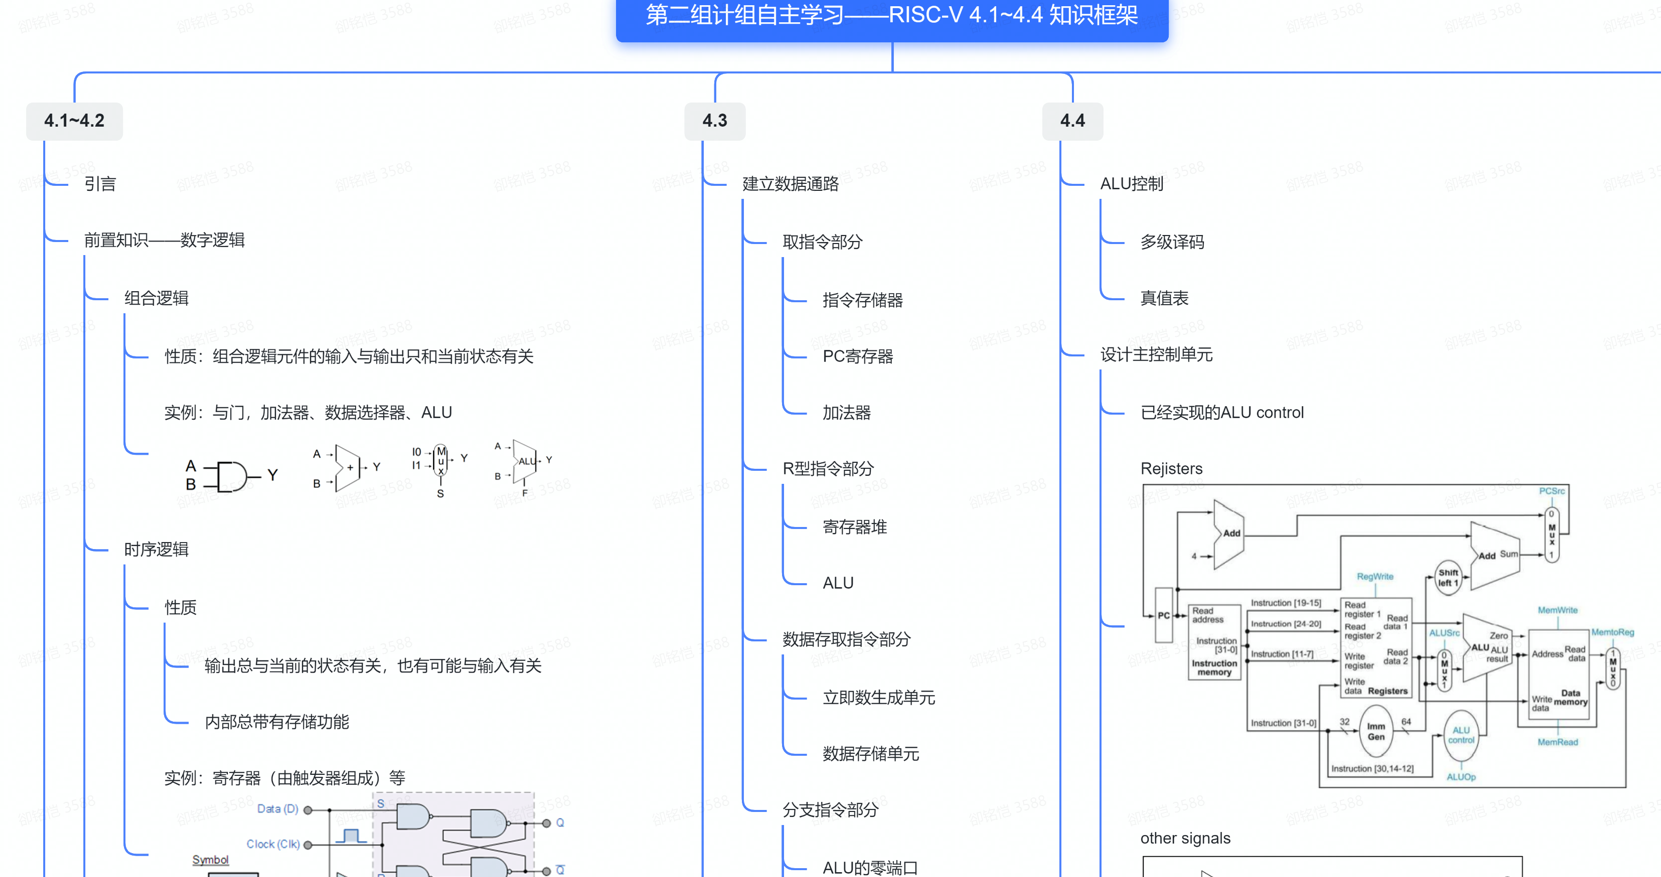 第二组计组自主学习——RISC-V 4.1~4.4 知识框架
4.1~4.2
引言
前置知识——数字逻辑
组合逻辑
性质：组合逻辑元件的输入与输出只和当前状态有关
实例：与门，加法器、数据选择器、ALU
A
B
Y
A
B
+
Y
I0
I1
M
u
x
S
Y
A
B
ALU
F
Y
时序逻辑
性质
输出总与当前的状态有关，也有可能与输入有关
内部总带有存储功能
实例：寄存器（由触发器组成）等
Data (D)
S
Q
Clock (Clk)
Symbol
R
Q
4.3
建立数据通路
取指令部分
指令存储器
PC寄存器
加法器
R型指令部分
寄存器堆
ALU
数据存取指令部分
立即数生成单元
数据存储单元
分支指令部分
ALU的零端口
4.4
ALU控制
多级译码
真值表
设计主控制单元
已经实现的ALU control
Rejisters
PCSrc
Add
4
Add Sum
0
M
u
x
1
Shift
left 1
RegWrite
PC
Read
address
Instruction
[31-0]
Instruction
memory
Instruction [19-15]
Instruction [24-20]
Instruction [11-7]
Instruction [31-0]
Instruction [30,14-12]
Read
register 1
Read
register 2
Write
register
Write
data
Read
data 1
Read
data 2
Registers
ALUSrc
0
M
u
x
1
Zero
ALU
ALU
result
MemWrite
Address
Read
data
Write
data
Data
memory
MemRead
MemtoReg
1
M
u
x
0
32
Imm
Gen
64
ALU
control
ALUOp
other signals